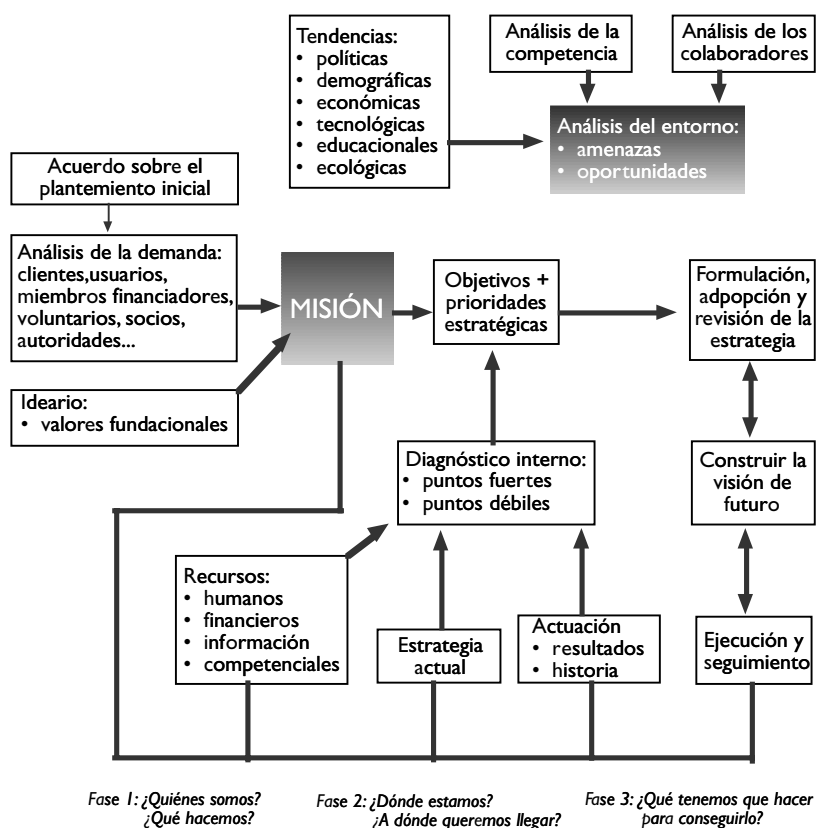 Tendencias:
• políticas
• demográficas
• económicas
• tecnológicas
• educacionales
• ecológicas
Análisis de la
competencia
Análisis de los
colaboradores
Análisis del entorno:
• amenazas
• oportunidades
Acuerdo sobre el
plantemiento inicial
Análisis de la demanda:
clientes,usuarios,
miembros financiadores,
voluntarios, socios,
autoridades...
MISIÓN
Objetivos +
prioridades
estratégicas
Formulación,
adpopción y
revisión de la
estrategia
Ideario:
• valores fundacionales
Diagnóstico interno:
• puntos fuertes
• puntos débiles
Construir la
visión de
futuro
Recursos:
• humanos
• financieros
• información
• competenciales
Estrategia
actual
Actuación
• resultados
• historia
Ejecución y
seguimiento
Fase 1: ¿Quiénes somos?
¿Qué hacemos?
Fase 2: ¿Dónde estamos?
¿A dónde queremos llegar?
Fase 3: ¿Qué tenemos que hacer
para conseguirlo?